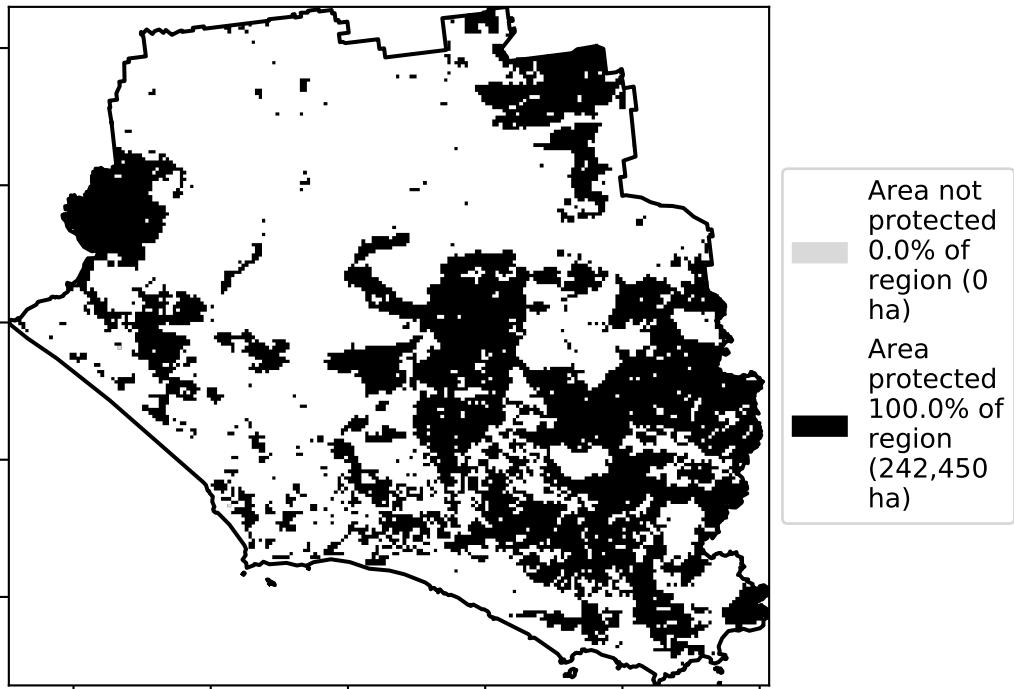 Area not
protected
0.0% of
region (0
ha)
Area
protected
100.0% of
region
(242,450
ha)